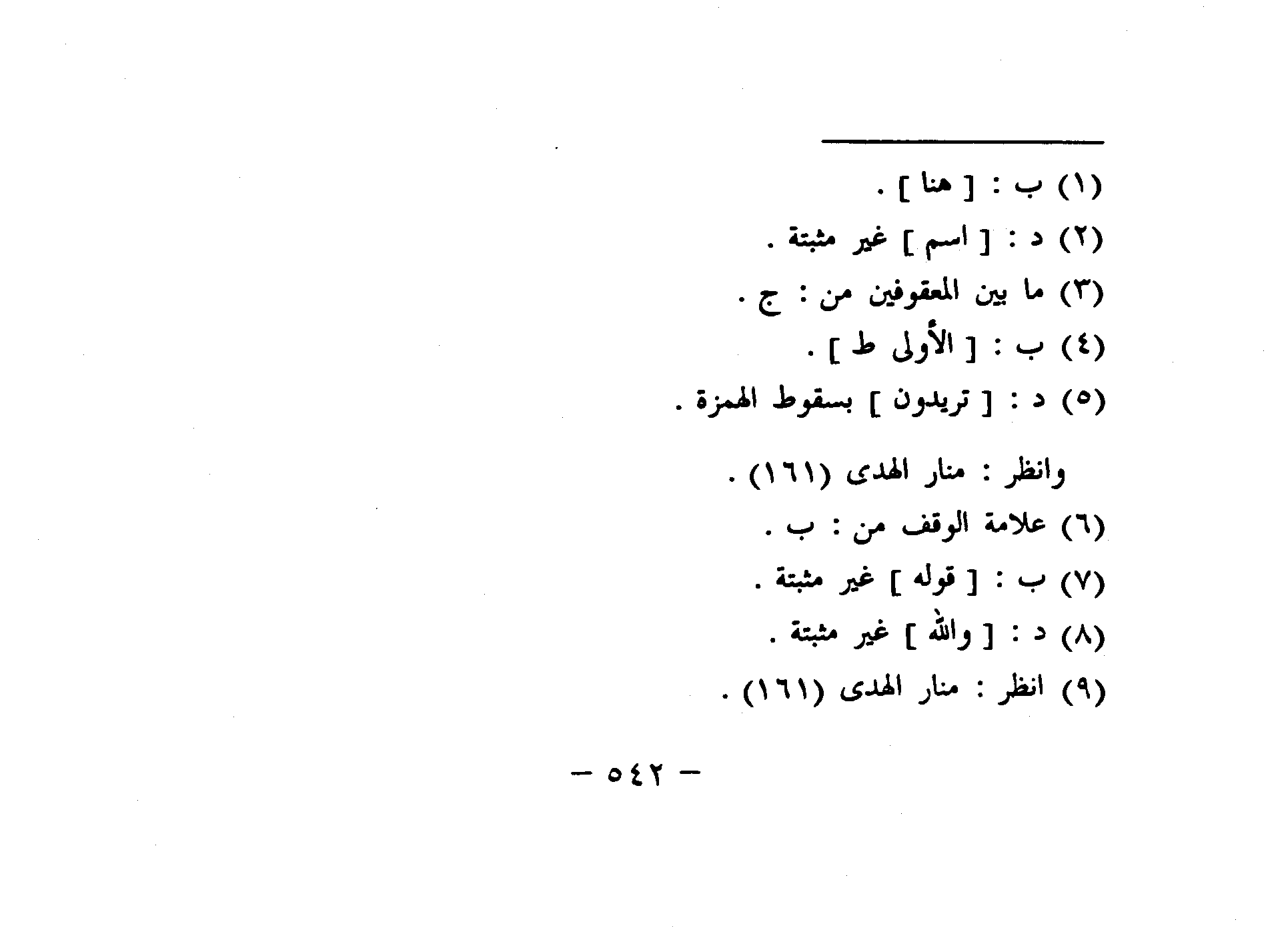 (١) ب : [ هنا ] .
(٢) د : [ اسم ] غير مثبتة .
(٣) ما بين المعقوفين من : ج .
(٤) ب : [ الأولى ط ] .
(٥) د : [ تريدون ] بسقوط الهمزة .
وانظر : منار الهدى (١٦١) .
(٦) علامة الوقف من : ب .
(٧) ب : [ قوله ] غير مثبتة .
(٨) د : [ والله ] غير مثبتة .
(٩) انظر : منار الهدى (١٦١) .
— ٥٤٢ —